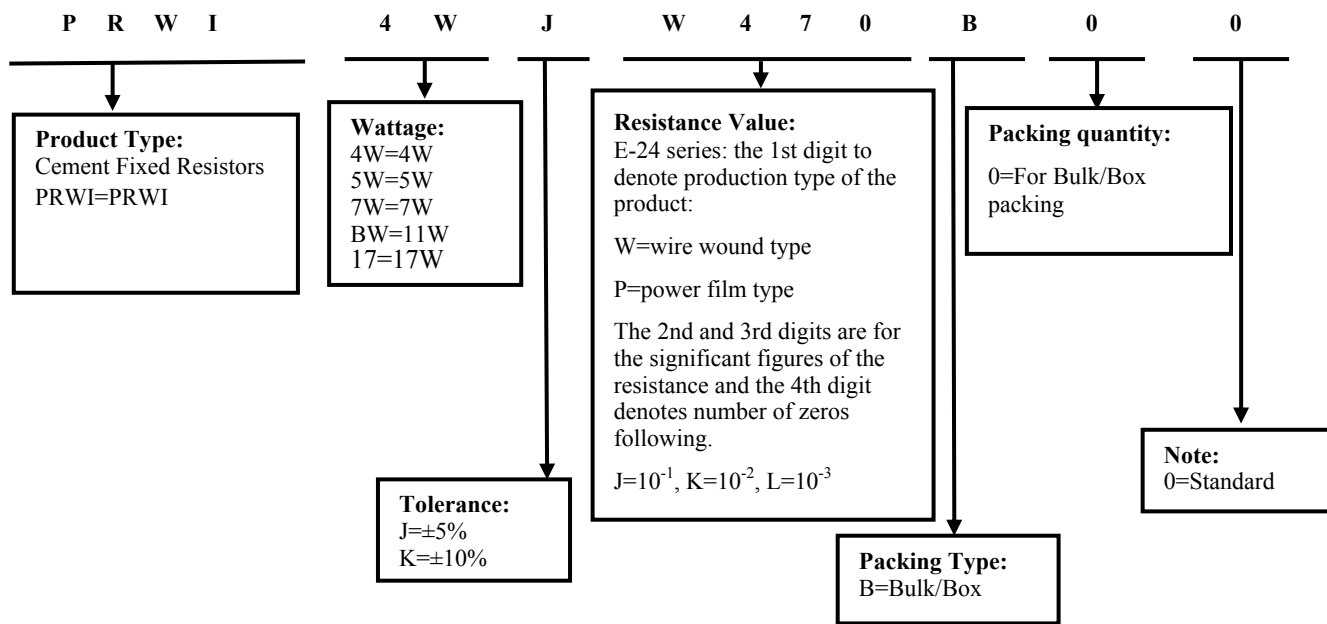 P R W I 4 W J W 4 7 0 B 0 0
Product Type:
Cement Fixed Resistors
PRWI=PRWI
Wattage:
4W=4W
5W=5W
7W=7W
BW=11W
17=17W
Tolerance:
J=±5%
K=±10%
Resistance Value:
E-24 series: the 1st digit to
denote production type of the
product:
W=wire wound type
P=power film type
The 2nd and 3rd digits are for
the significant figures of the
resistance and the 4th digit
denotes number of zeros
following.
J=10⁻¹, K=10⁻², L=10⁻³
Packing Type:
B=Bulk/Box
Packing quantity:
0=For Bulk/Box
packing
Note:
0=Standard